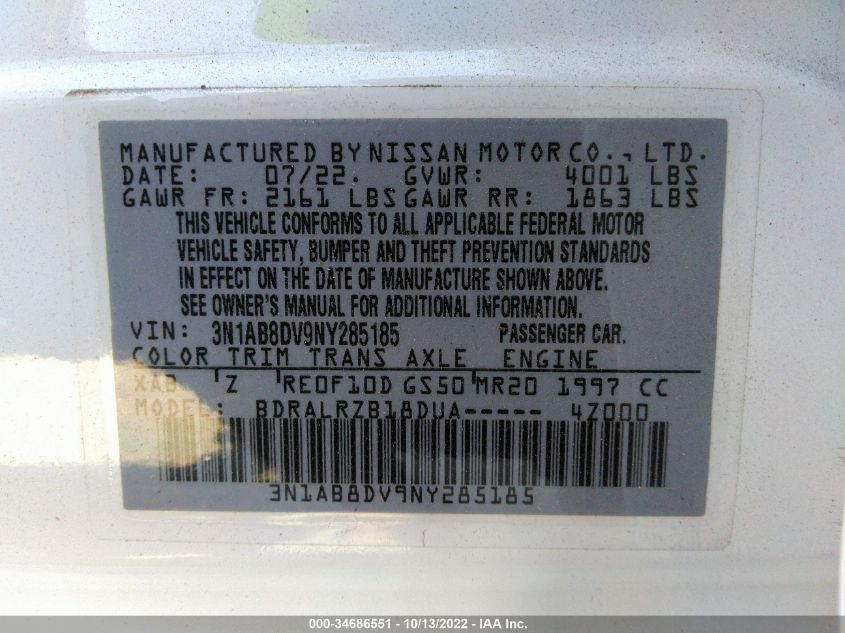 MANUFACTURED BY NISSAN MOTOR CO., LTD.
DATE: 07/22. GVWR: 4001 LBS
GAWR FR: 2161 LBS GAWR RR: 1863 LBS
THIS VEHICLE CONFORMS TO ALL APPLICABLE FEDERAL MOTOR
VEHICLE SAFETY, BUMPER AND THEFT PREVENTION STANDARDS
IN EFFECT ON THE DATE OF MANUFACTURE SHOWN ABOVE.
SEE OWNER'S MANUAL FOR ADDITIONAL INFORMATION.
VIN: 3N1AB8DV9NY285185 PASSENGER CAR.
COLOR TRIM TRANS AXLE ENGINE
XAB Z RE0F10D GS50 MR20 1997 CC
MODEL: BDRALRZB18DUA----- 4Z000
3N1AB8DV9NY285185
000-34686551 - 10/13/2022 - IAA Inc.